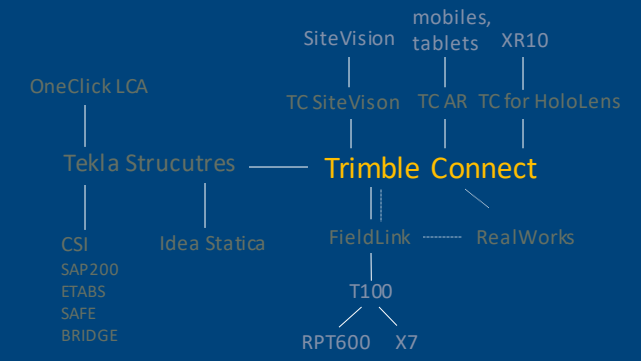 SiteVision
mobiles,
tablets
XR10
OneClick LCA
TC SiteVison
TC AR
TC for HoloLens
Tekla Strucutres
Trimble Connect
CSI
SAP200
ETABS
SAFE
BRIDGE
Idea Statica
FieldLink
RealWorks
T100
RPT600
X7